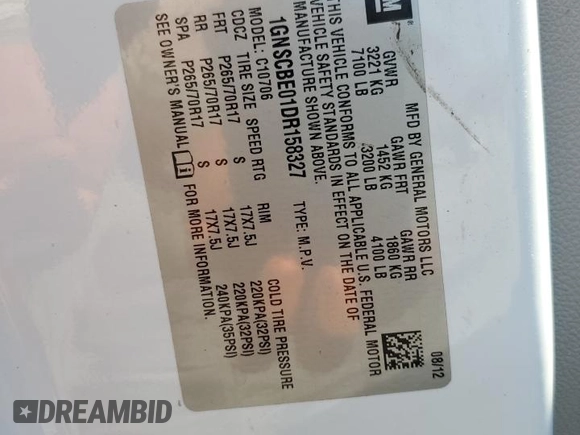 GM
MFD BY GENERAL MOTORS LLC
08/12
GVWR GAWR FRT GAWR RR
3221 KG 1452 KG 1860 KG
7100 LB 3200 LB 4100 LB
THIS VEHICLE CONFORMS TO ALL APPLICABLE U.S. FEDERAL MOTOR
VEHICLE SAFETY STANDARDS IN EFFECT ON THE DATE OF
MANUFACTURE SHOWN ABOVE.
1GNSCBE01DR158327 TYPE: M.P.V.
MODEL: C10706
CDCZ TIRE SIZE SPEED RTG RIM COLD TIRE PRESSURE
FRT P265/70R17 S 17X7.5J 220KPA(32PSI)
RR P265/70R17 S 17X7.5J 220KPA(32PSI)
SPA P265/70R17 S 17X7.5J 240KPA(35PSI)
SEE OWNER'S MANUAL FOR MORE INFORMATION.
DREAMBID